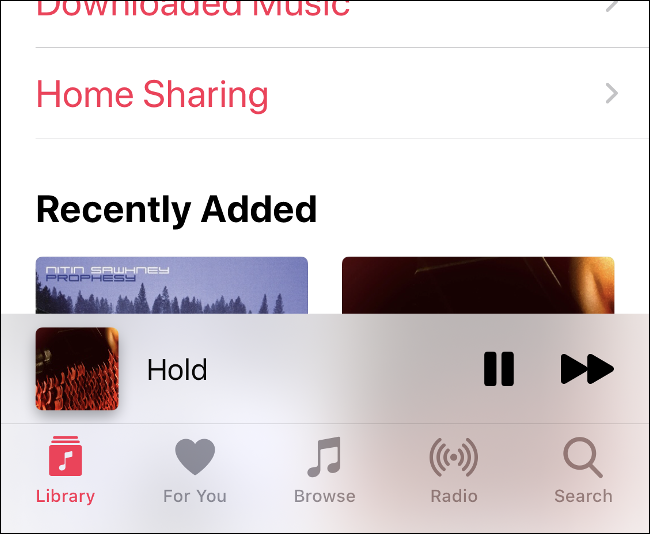 Downloaded Music
Home Sharing
Recently Added
NITIN SAWHNEY
PROPHESY
Hold
Library
For You
Browse
Radio
Search